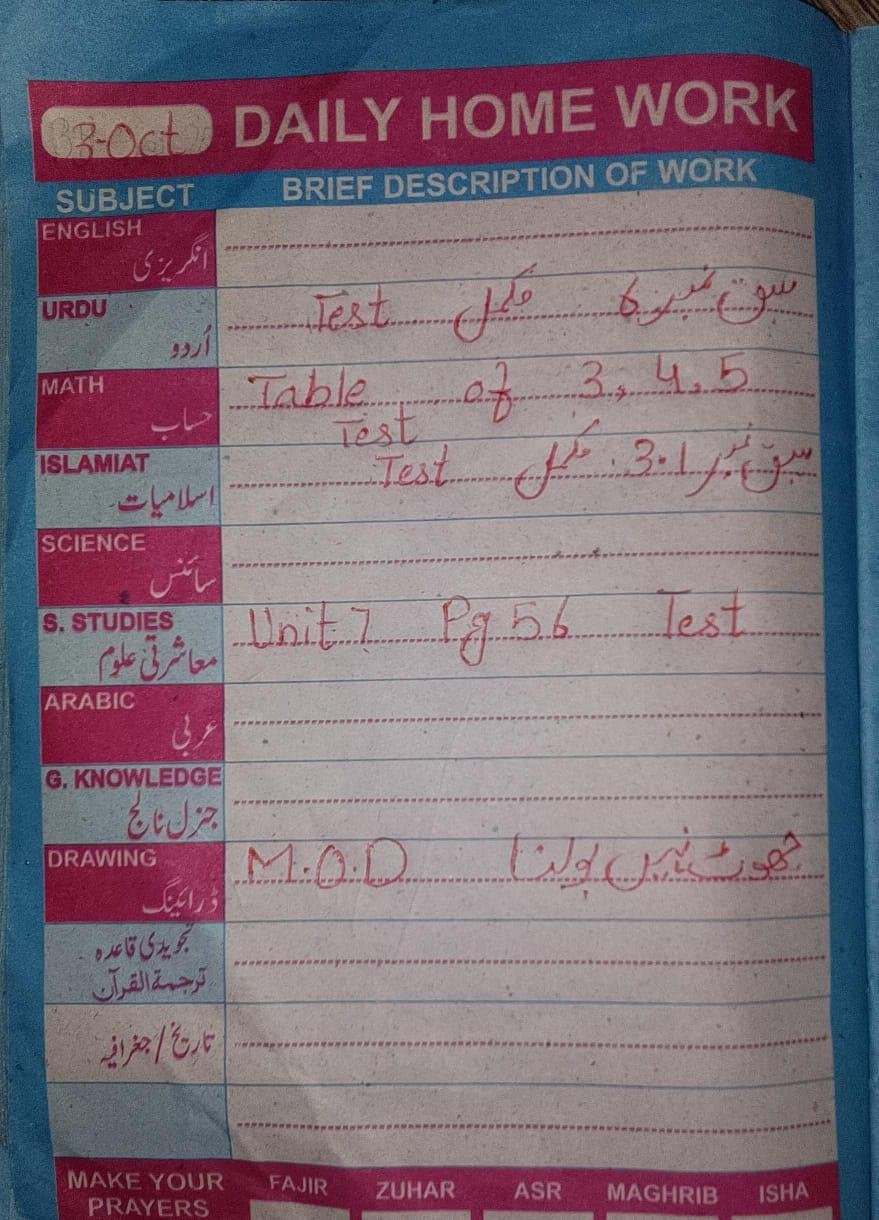 3-Oct DAILY HOME WORK
SUBJECT BRIEF DESCRIPTION OF WORK
ENGLISH
انگریزی
URDU
اُردو
سبق نمبر 6 مکمل Test
MATH
حساب
Table of 3, 4, 5
Test
ISLAMIAT
اسلامیات
سبق نمبر 3.1 مکمل Test
SCIENCE
سائنس
S. STUDIES
معاشرتی علوم
Unit 7 Pg 56 Test
ARABIC
عربی
G. KNOWLEDGE
جنرل نالج
DRAWING
ڈرائینگ
M.O.D جھوٹ نہیں بولنا
تجویدی قاعدہ
ترجمۃ القرآن
تاریخ / جغرافیہ
MAKE YOUR
PRAYERS
FAJIR ZUHAR ASR MAGHRIB ISHA